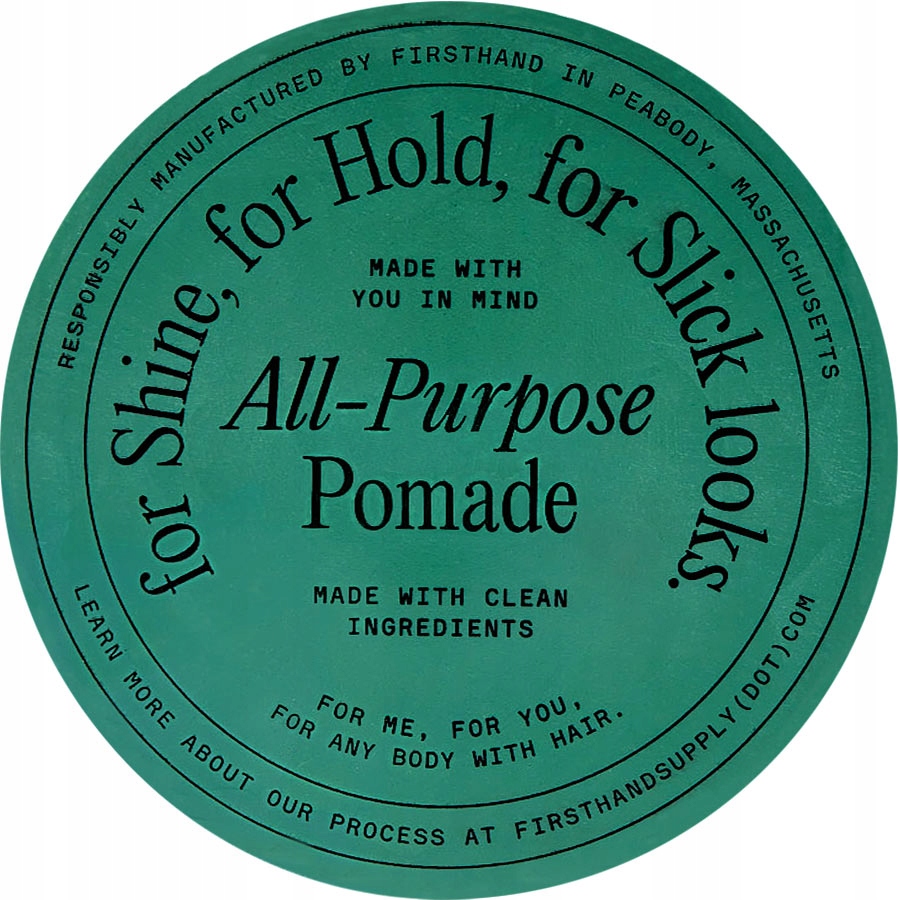 RESPONSIBLY MANUFACTURED BY FIRSTHAND IN PEABODY, MASSACHUSETTS
for Shine, for Hold, for Slick looks.
MADE WITH
YOU IN MIND
All-Purpose
Pomade
MADE WITH CLEAN
INGREDIENTS
FOR ME, FOR YOU,
FOR ANY BODY WITH HAIR.
LEARN MORE ABOUT OUR PROCESS AT FIRSTHANDSUPPLY(DOT)COM